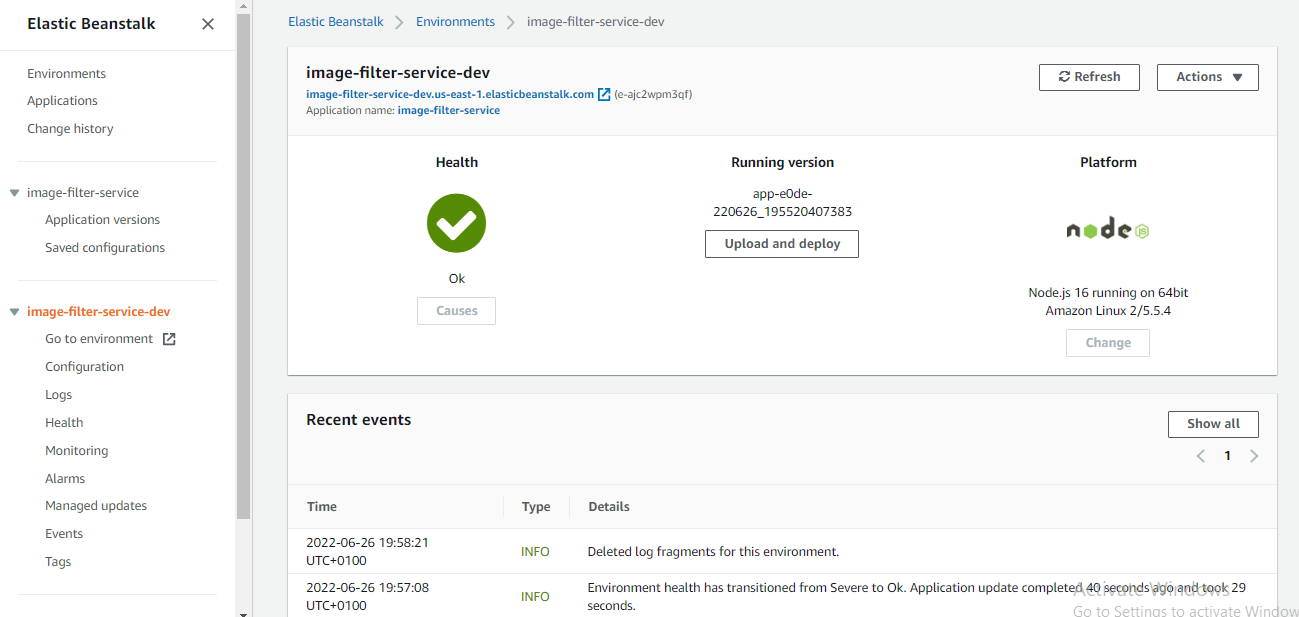 Elastic Beanstalk
Environments
Applications
Change history
image-filter-service
Application versions
Saved configurations
image-filter-service-dev
Go to environment
Configuration
Logs
Health
Monitoring
Alarms
Managed updates
Events
Tags
Elastic Beanstalk > Environments > image-filter-service-dev
image-filter-service-dev
image-filter-service-dev.us-east-1.elasticbeanstalk.com (e-ajc2wpm3qf)
Application name: image-filter-service
Refresh
Actions
Health
Ok
Causes
Running version
app-e0de-
220626_195520407383
Upload and deploy
Platform
node
JS
Node.js 16 running on 64bit
Amazon Linux 2/5.5.4
Change
Recent events
Show all
1
Time Type Details
2022-06-26 19:58:21
UTC+0100
INFO
Deleted log fragments for this environment.
2022-06-26 19:57:08
UTC+0100
INFO
Environment health has transitioned from Severe to Ok. Application update completed 40 seconds ago and took 29
seconds.
Activate Windows
Go to Settings to activate Window